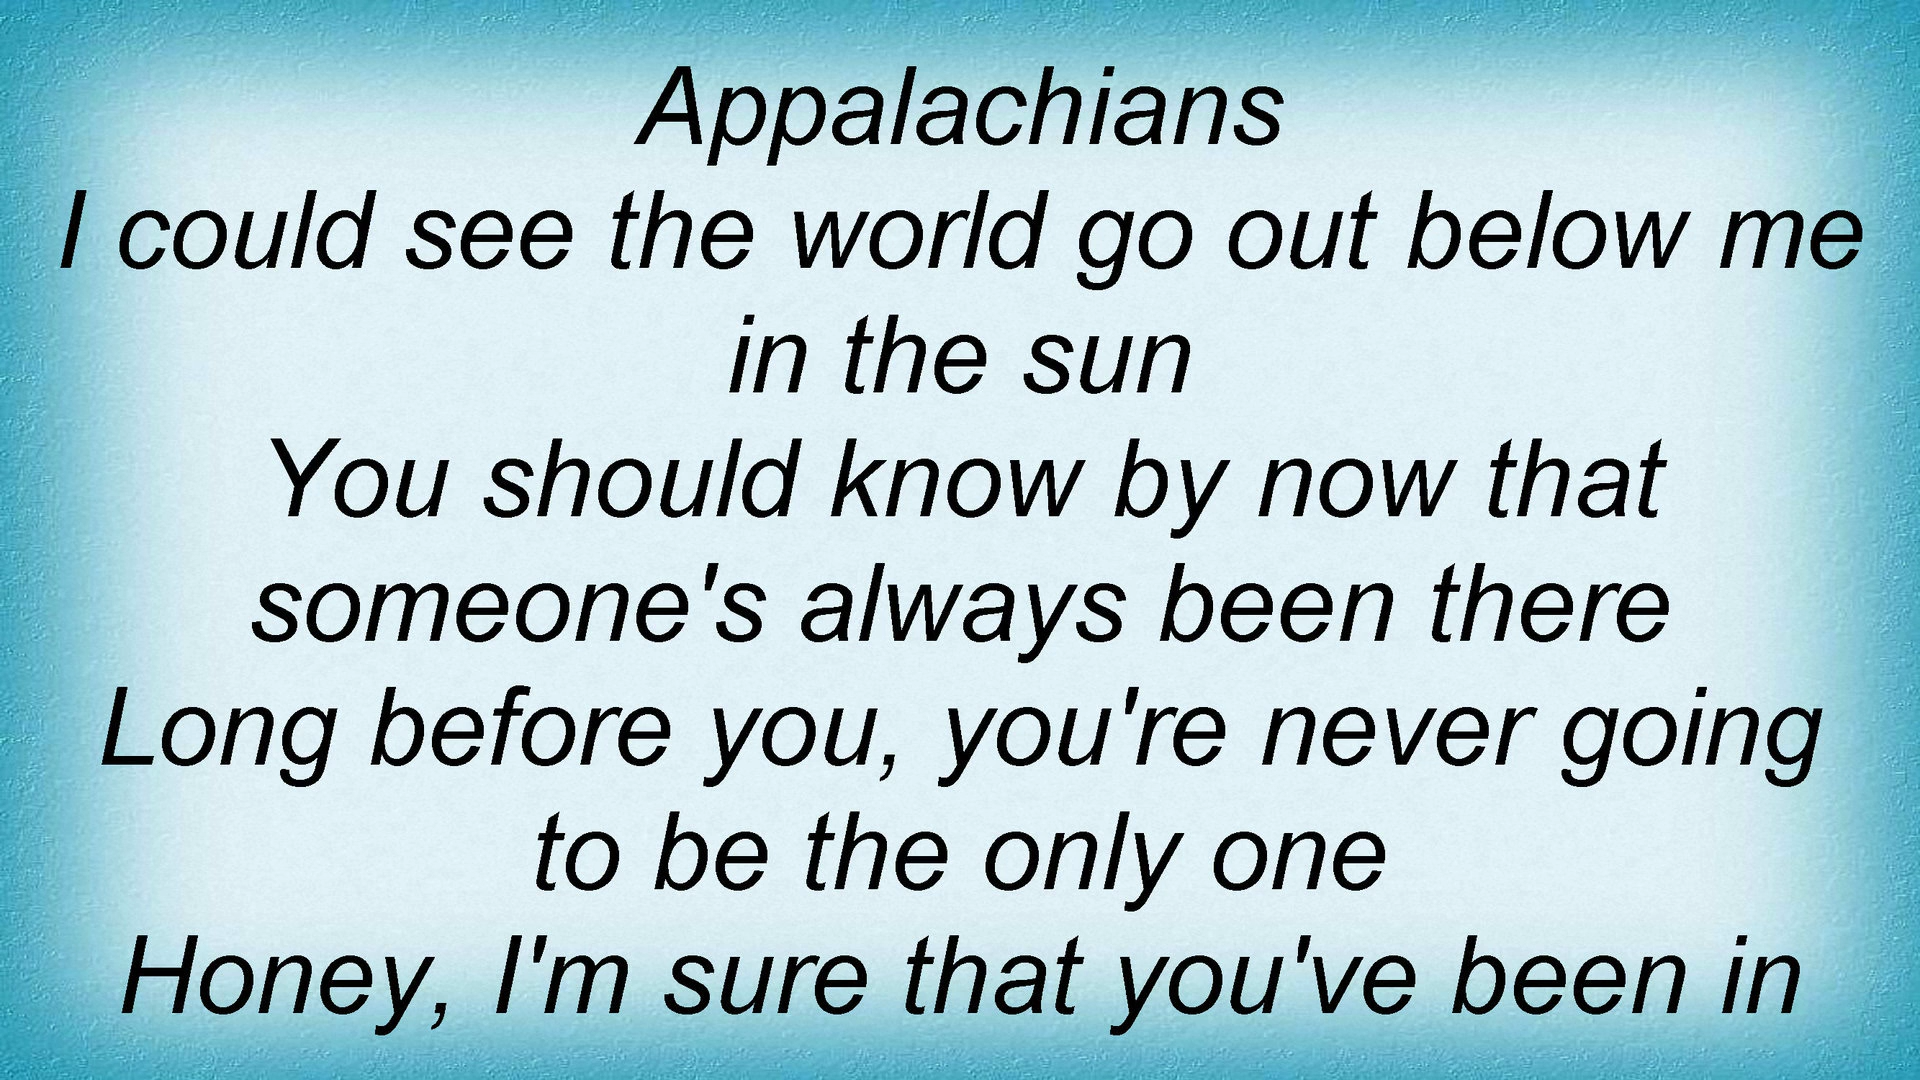 Appalachians
I could see the world go out below me
in the sun
You should know by now that
someone's always been there
Long before you, you're never going
to be the only one
Honey, I'm sure that you've been in